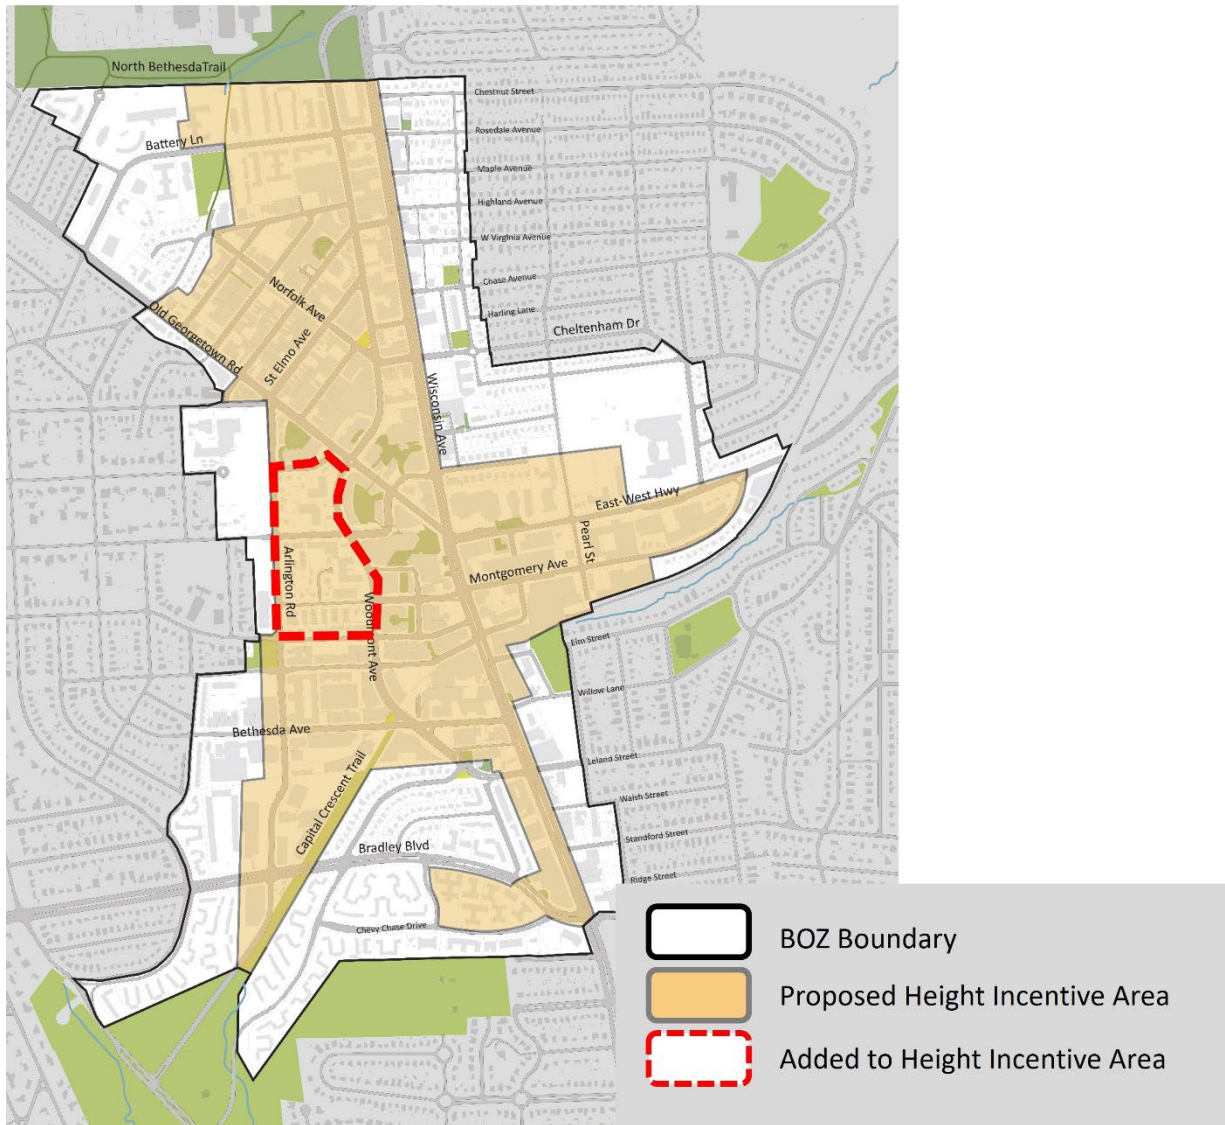 North BethesdaTrail
Chestnut Street
Rosedale Avenue
Battery Ln
Maple Avenue
Highland Avenue
W Virginia Avenue
Chase Avenue
Norfolk Ave
Harling Lane
Old Georgetown Rd
Cheltenham Dr
St Elmo Ave
Wisconsin Ave
East-West Hwy
Pearl St
Arlington Rd
Montgomery Ave
Woodmont Ave
Elm Street
Willow Lane
Bethesda Ave
Leland Street
Capital Crescent Trail
Walsh Street
Standford Street
Bradley Blvd
Ridge Street
Chevy Chase Drive
BOZ Boundary
Proposed Height Incentive Area
Added to Height Incentive Area